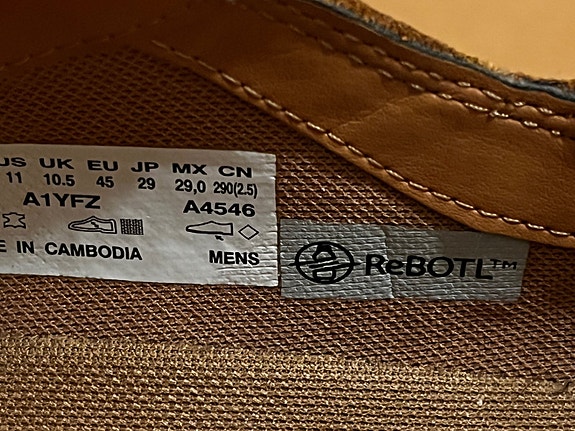 US UK EU JP MX CN
11 10.5 45 29 29,0 290(2.5)
A1YFZ A4546
IN CAMBODIA MENS
ReBOTL™